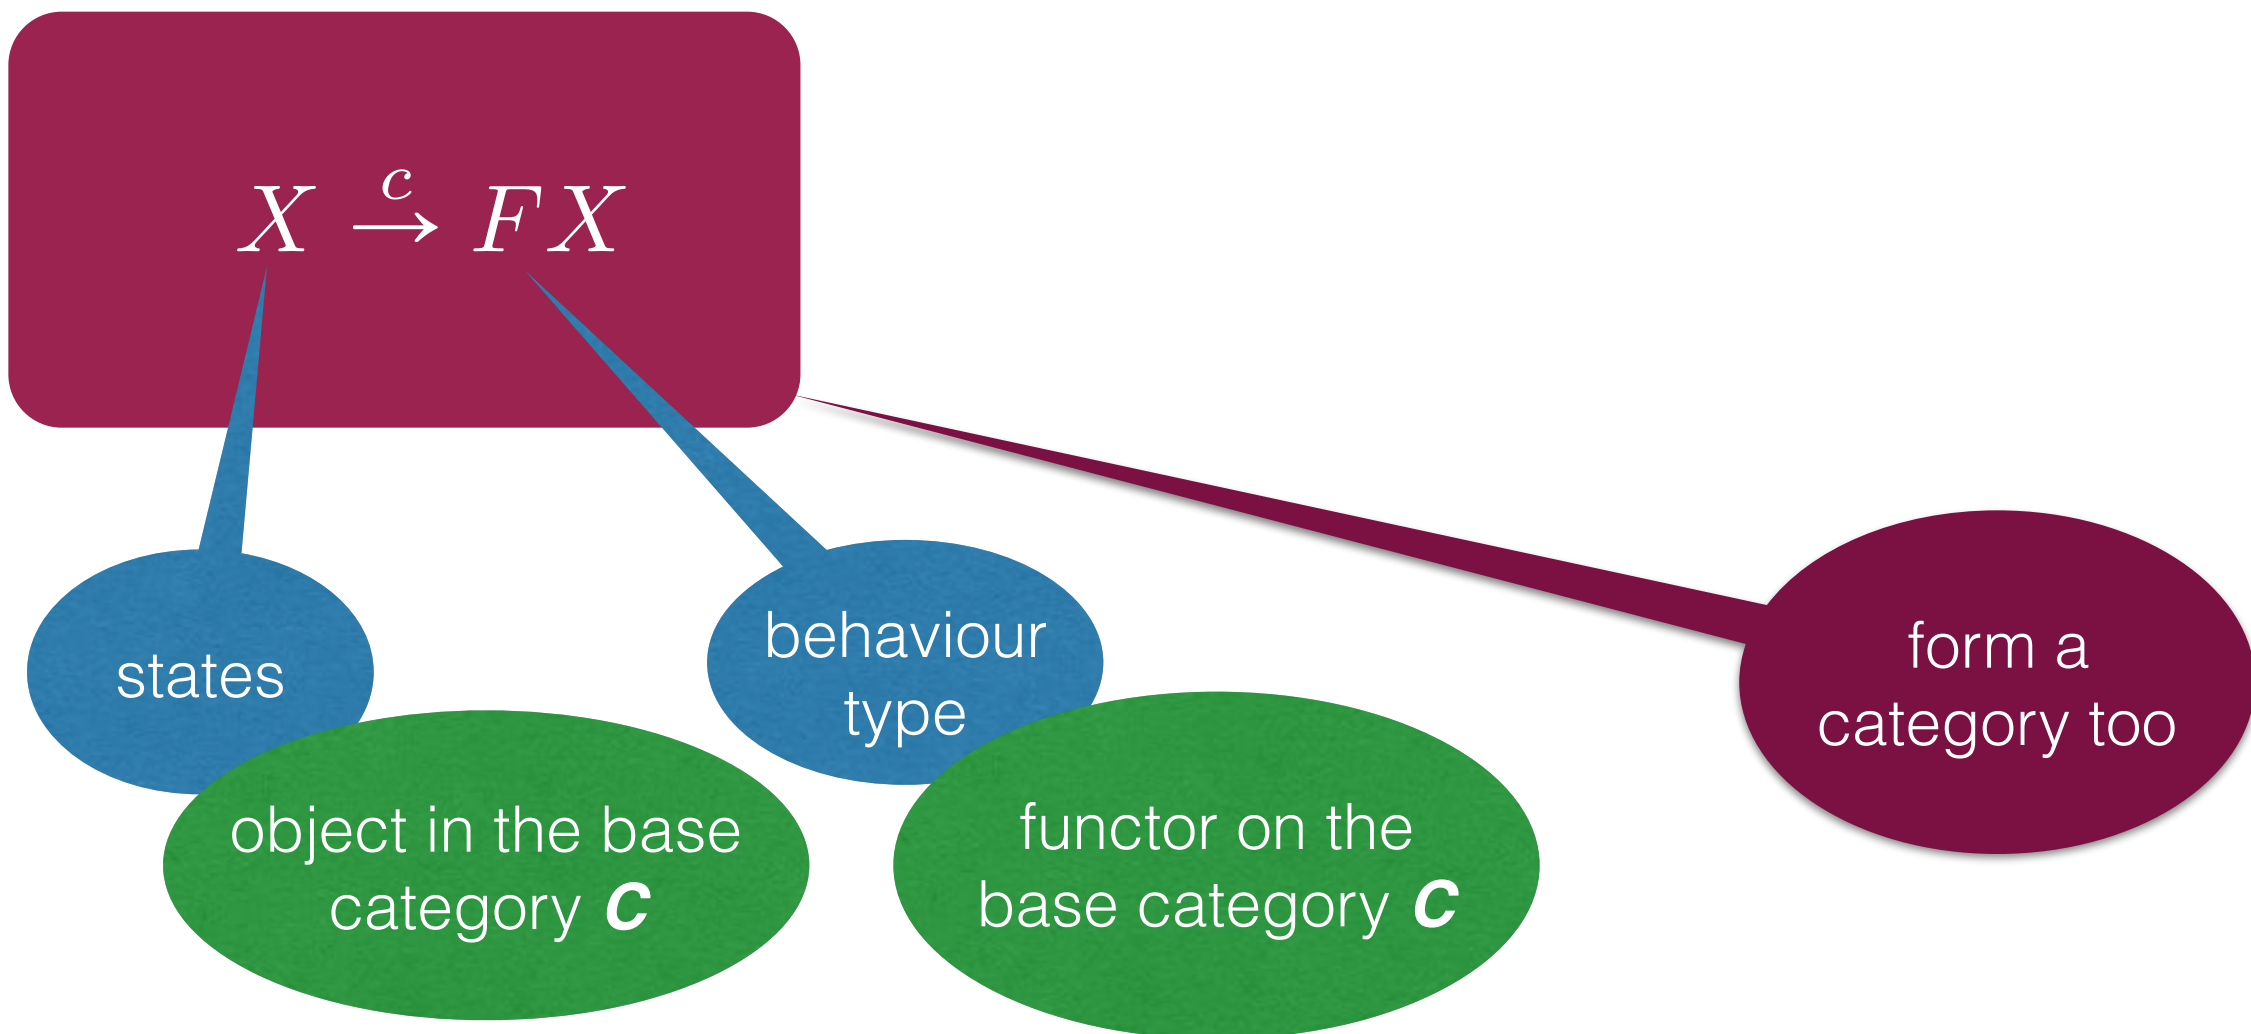 X →^c FX
states
behaviour
type
object in the base
category C
functor on the
base category C
form a
category too